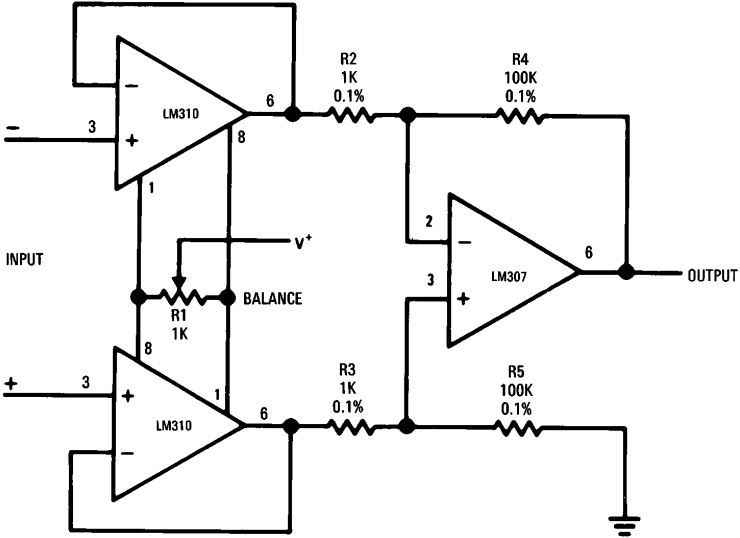 R2
1K
0.1%
R4
100K
0.1%
LM310
6
−
3
−
+
8
1
2
−
V+
6
INPUT
3
+
LM307
OUTPUT
BALANCE
R1
1K
8
R3
1K
0.1%
R5
100K
0.1%
+
3
+
1
6
LM310
−